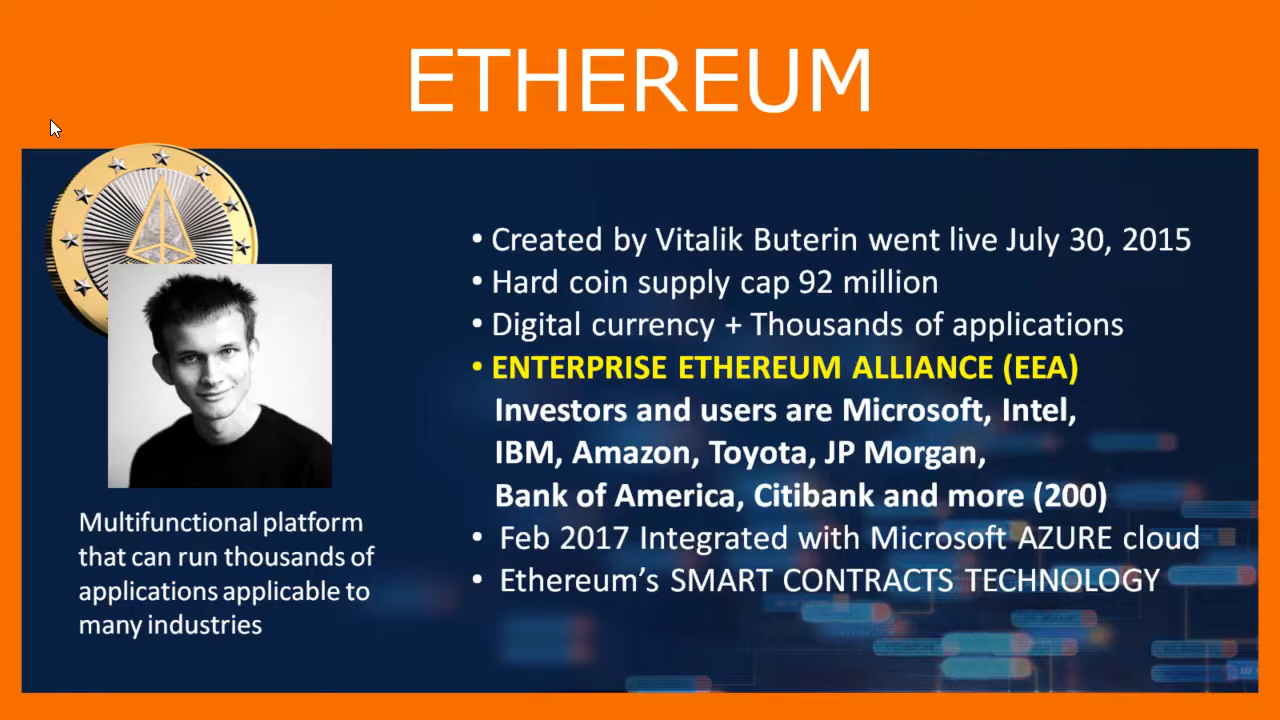 ETHEREUM
• Created by Vitalik Buterin went live July 30, 2015
• Hard coin supply cap 92 million
• Digital currency + Thousands of applications
• ENTERPRISE ETHEREUM ALLIANCE (EEA)
Investors and users are Microsoft, Intel,
IBM, Amazon, Toyota, JP Morgan,
Bank of America, Citibank and more (200)
• Feb 2017 Integrated with Microsoft AZURE cloud
• Ethereum’s SMART CONTRACTS TECHNOLOGY
Multifunctional platform
that can run thousands of
applications applicable to
many industries